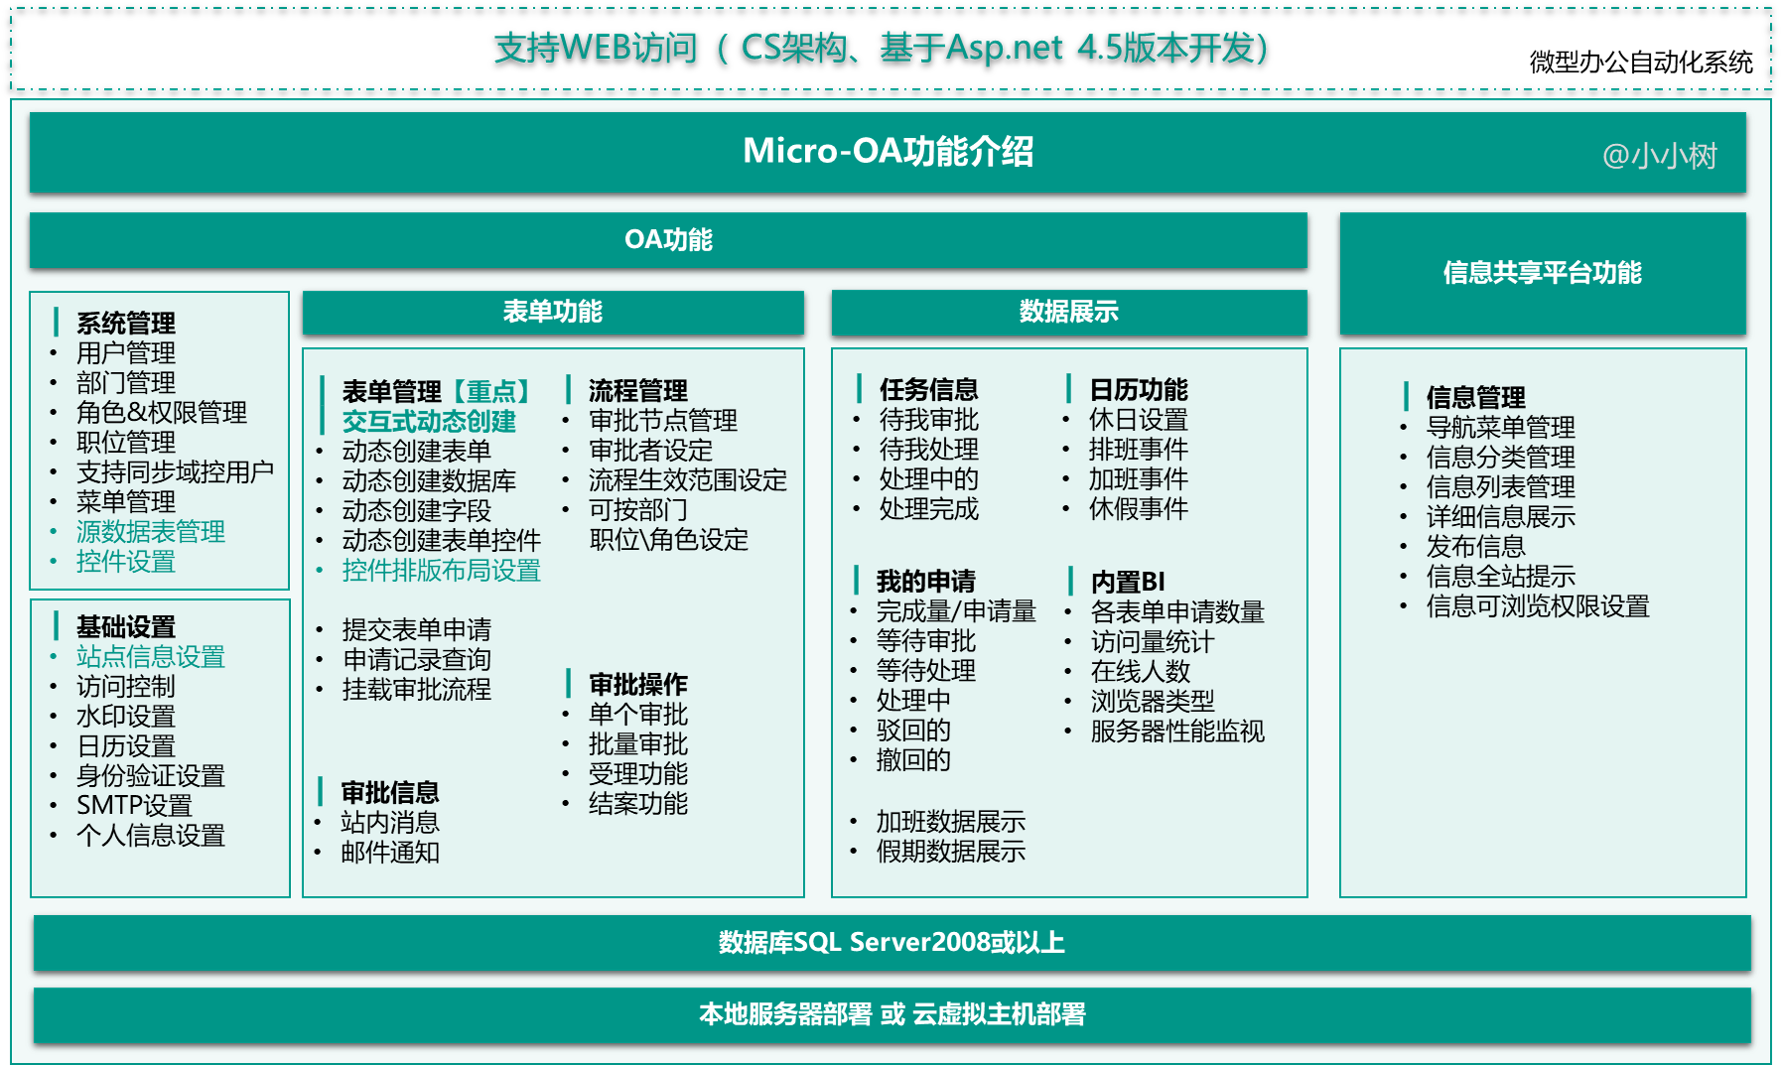 支持WEB访问（ CS架构、基于Asp.net 4.5版本开发）
微型办公自动化系统
Micro-OA功能介绍
@小小树
OA功能
信息共享平台功能
系统管理
• 用户管理
• 部门管理
• 角色&权限管理
• 职位管理
• 支持同步域控用户
• 菜单管理
• 源数据表管理
• 控件设置
基础设置
• 站点信息设置
• 访问控制
• 水印设置
• 日历设置
• 身份验证设置
• SMTP设置
• 个人信息设置
表单功能
表单管理【重点】
交互式动态创建
• 动态创建表单
• 动态创建数据库
• 动态创建字段
• 动态创建表单控件
• 控件排版布局设置
• 提交表单申请
• 申请记录查询
• 挂载审批流程
审批信息
• 站内消息
• 邮件通知
流程管理
• 审批节点管理
• 审批者设定
• 流程生效范围设定
• 可按部门
职位\角色设定
审批操作
• 单个审批
• 批量审批
• 受理功能
• 结案功能
数据展示
任务信息
• 待我审批
• 待我处理
• 处理中的
• 处理完成
我的申请
• 完成量/申请量
• 等待审批
• 等待处理
• 处理中
• 驳回的
• 撤回的
• 加班数据展示
• 假期数据展示
日历功能
• 休日设置
• 排班事件
• 加班事件
• 休假事件
内置BI
• 各表单申请数量
• 访问量统计
• 在线人数
• 浏览器类型
• 服务器性能监视
信息管理
• 导航菜单管理
• 信息分类管理
• 信息列表管理
• 详细信息展示
• 发布信息
• 信息全站提示
• 信息可浏览权限设置
数据库SQL Server2008或以上
本地服务器部署 或 云虚拟主机部署